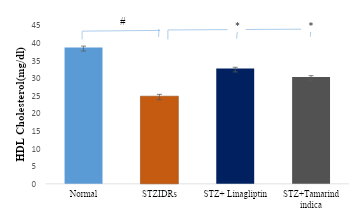 #
*
*
45
40
35
30
25
20
15
10
5
0
HDL Cholesterol(mg/dl)
Normal
STZIDRs
STZ+ Linagliptin
STZ+Tamarind
indica